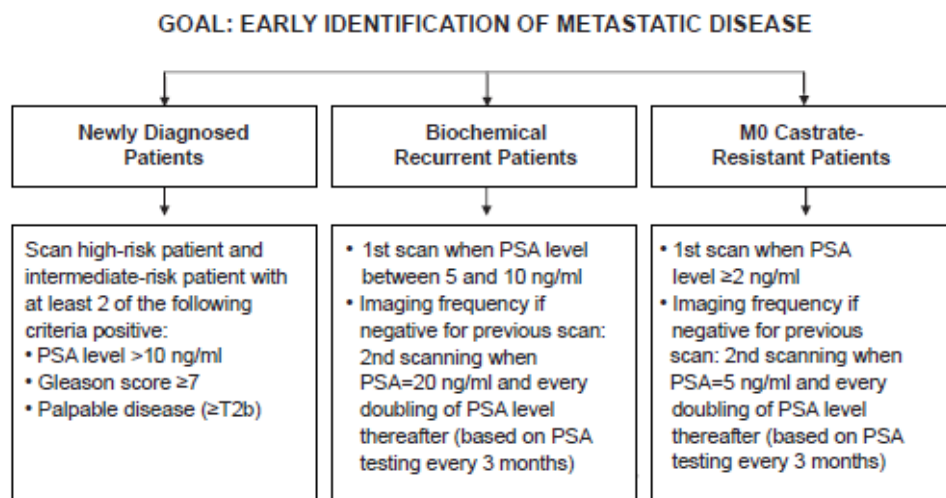 GOAL: EARLY IDENTIFICATION OF METASTATIC DISEASE
Newly Diagnosed
Patients
Biochemical
Recurrent Patients
M0 Castrate-
Resistant Patients
Scan high-risk patient and
intermediate-risk patient with
at least 2 of the following
criteria positive:
• PSA level >10 ng/ml
• Gleason score ≥7
• Palpable disease (≥T2b)
• 1st scan when PSA level
between 5 and 10 ng/ml
• Imaging frequency if
negative for previous scan:
2nd scanning when
PSA=20 ng/ml and every
doubling of PSA level
thereafter (based on PSA
testing every 3 months)
• 1st scan when PSA
level ≥2 ng/ml
• Imaging frequency if
negative for previous
scan: 2nd scanning when
PSA=5 ng/ml and every
doubling of PSA level
thereafter (based on PSA
testing every 3 months)